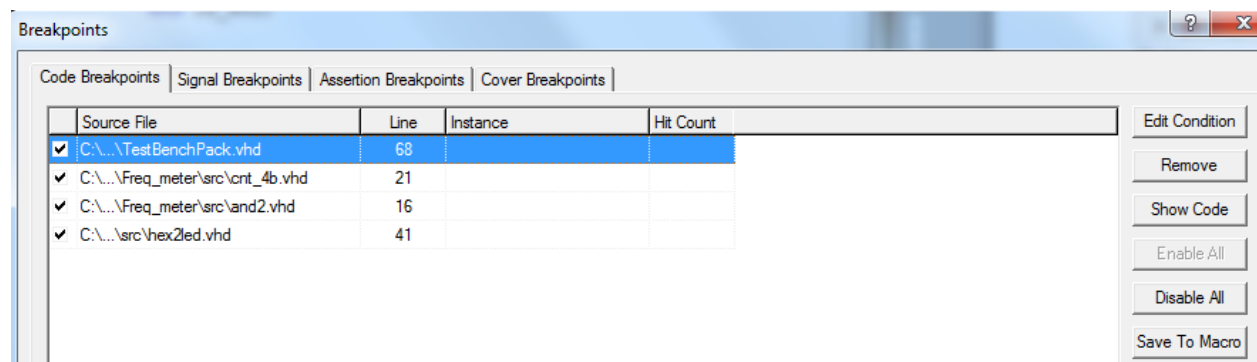 Breakpoints
Code Breakpoints Signal Breakpoints Assertion Breakpoints Cover Breakpoints
Source File Line Instance Hit Count
C:\...\TestBenchPack.vhd 68
C:\...\Freq_meter\src\cnt_4b.vhd 21
C:\...\Freq_meter\src\and2.vhd 16
C:\...\src\hex2led.vhd 41
Edit Condition
Remove
Show Code
Enable All
Disable All
Save To Macro